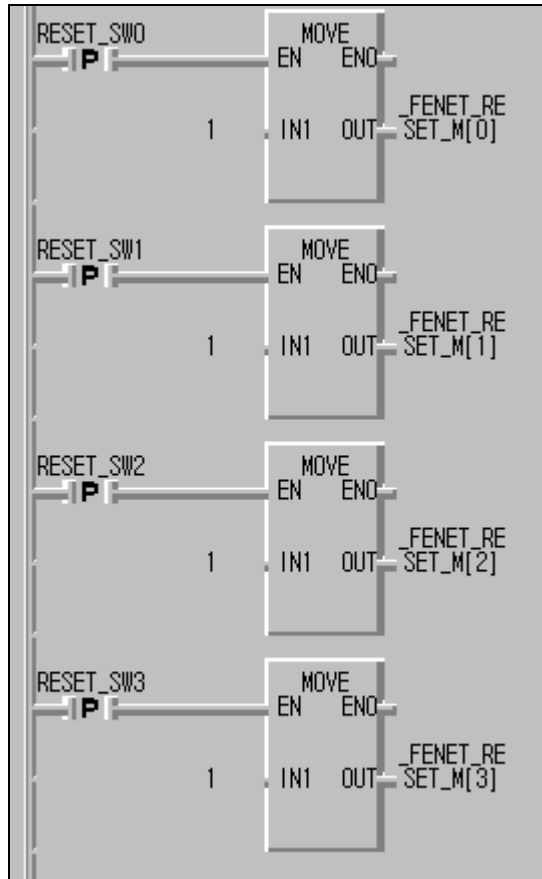 RESET_SW0 MOVE
P EN ENO
_FENET_RE
1 IN1 OUT SET_M[0]
RESET_SW1 MOVE
P EN ENO
_FENET_RE
1 IN1 OUT SET_M[1]
RESET_SW2 MOVE
P EN ENO
_FENET_RE
1 IN1 OUT SET_M[2]
RESET_SW3 MOVE
P EN ENO
_FENET_RE
1 IN1 OUT SET_M[3]